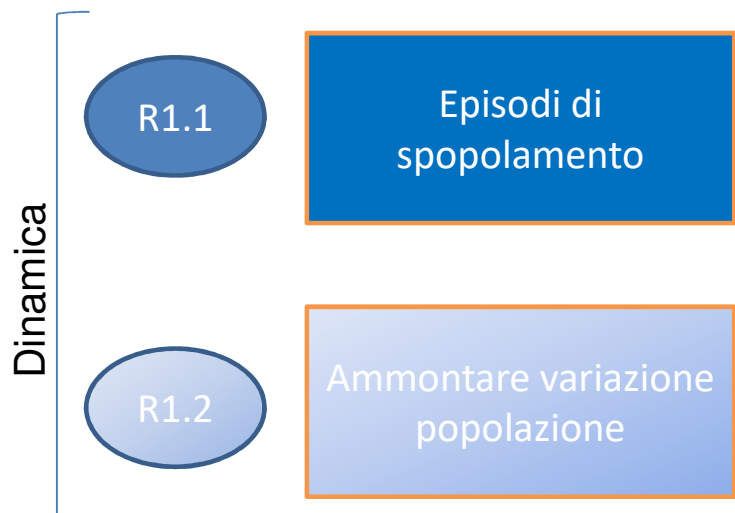 Dinamica
R1.1
Episodi di
spopolamento
R1.2
Ammontare variazione
popolazione